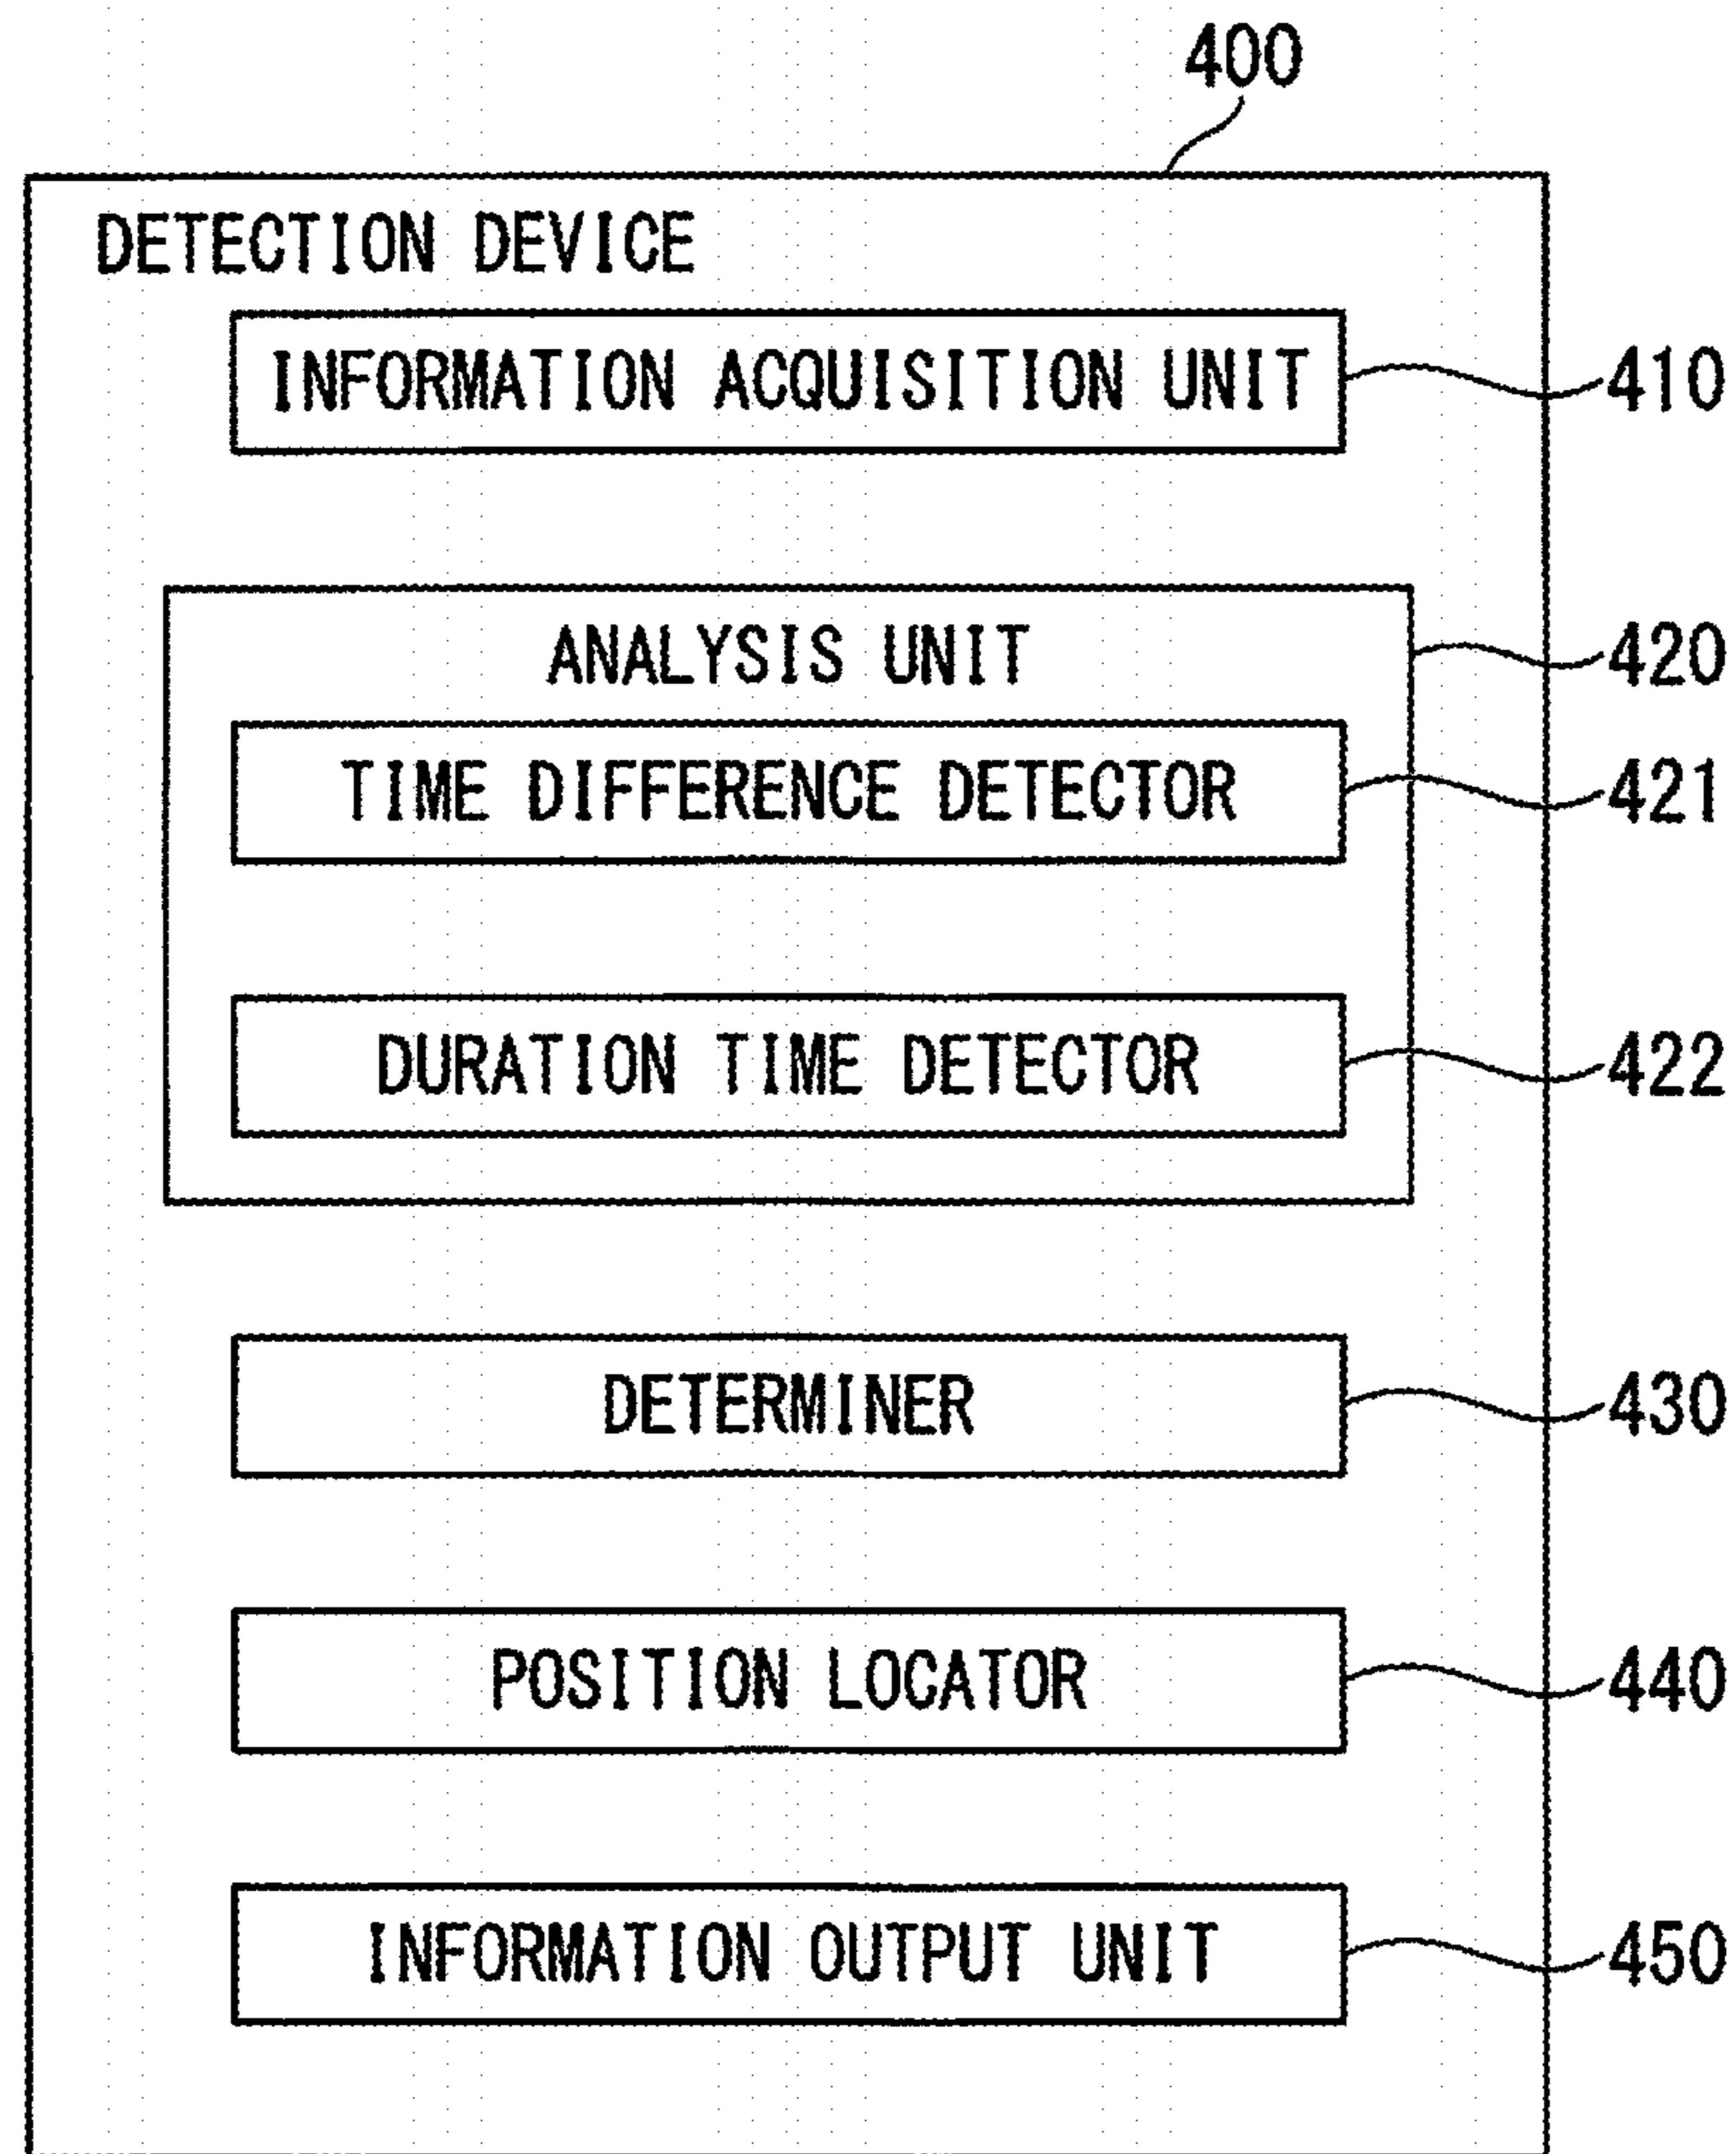 400
DETECTION DEVICE
INFORMATION ACQUISITION UNIT 410
ANALYSIS UNIT 420
TIME DIFFERENCE DETECTOR 421
DURATION TIME DETECTOR 422
DETERMINER 430
POSITION LOCATOR 440
INFORMATION OUTPUT UNIT 450